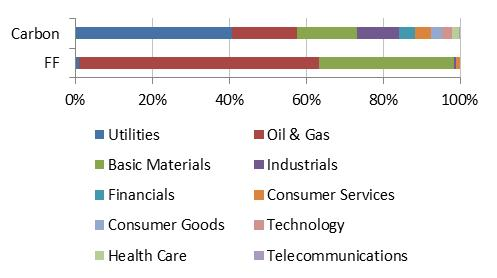 Carbon
FF
0% 20% 40% 60% 80% 100%
Utilities Oil & Gas
Basic Materials Industrials
Financials Consumer Services
Consumer Goods Technology
Health Care Telecommunications